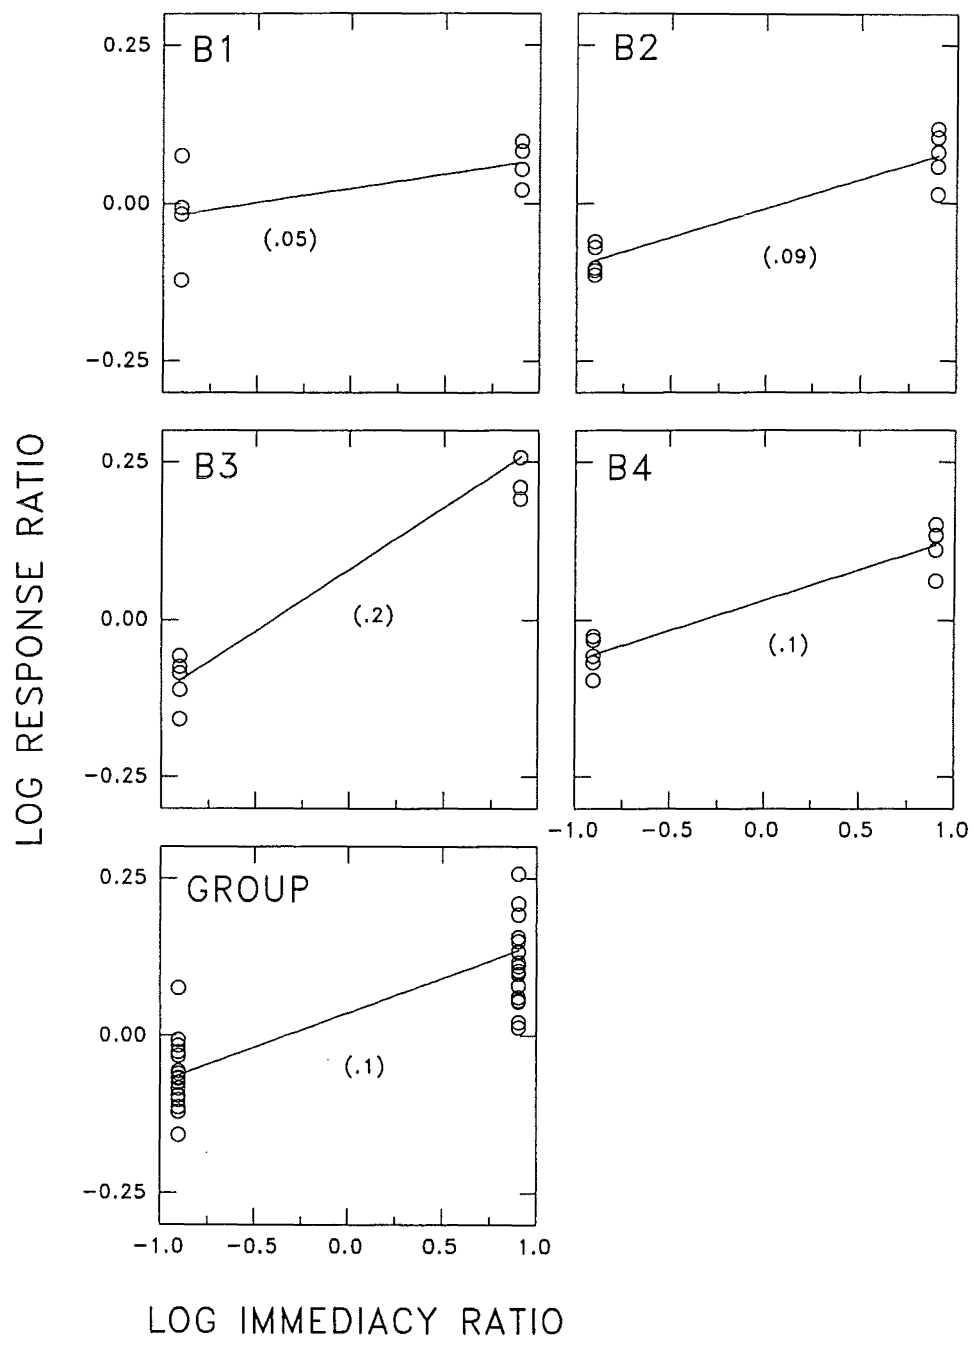 0.25
B1
B2
0.00
(.05)
(.09)
-0.25
0.25
B3
B4
0.00
(.2)
(.1)
-0.25
-1.0 -0.5 0.0 0.5 1.0
0.25
GROUP
0.00
(.1)
-0.25
-1.0 -0.5 0.0 0.5 1.0
LOG RESPONSE RATIO
LOG IMMEDIACY RATIO